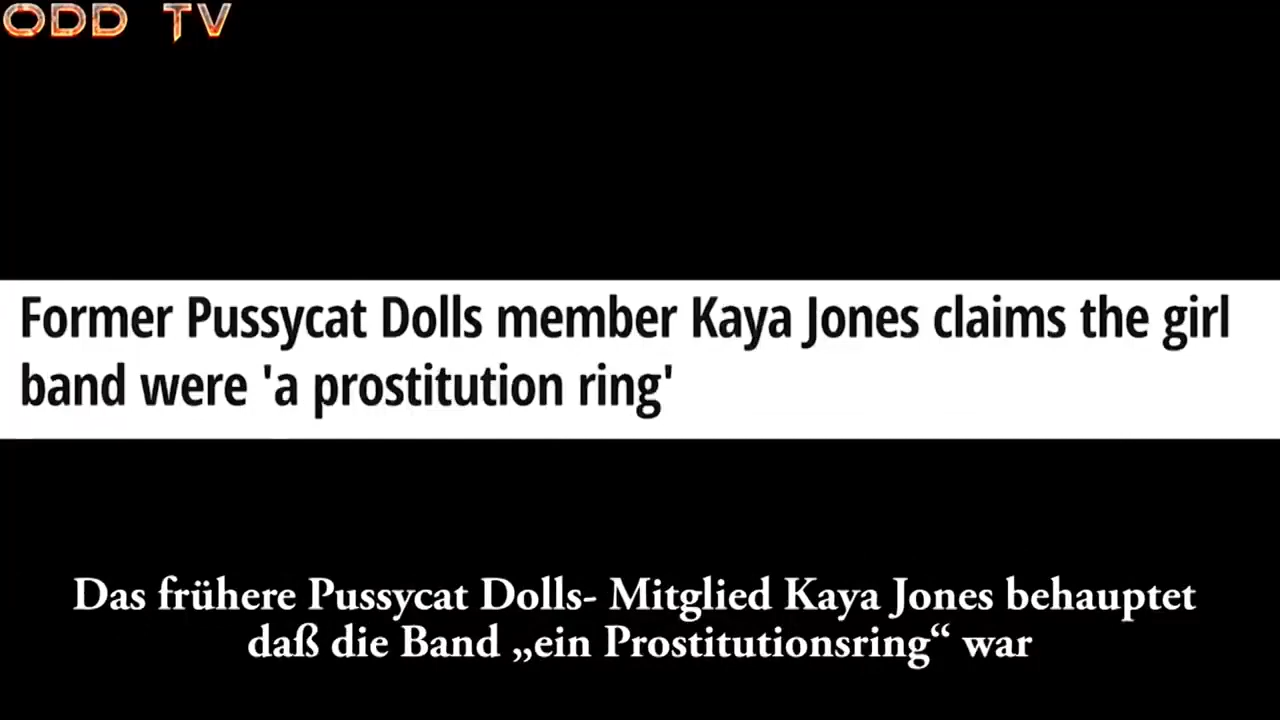 ODD TV
Former Pussycat Dolls member Kaya Jones claims the girl
band were 'a prostitution ring'
Das frühere Pussycat Dolls- Mitglied Kaya Jones behauptet
daß die Band „ein Prostitutionsring“ war